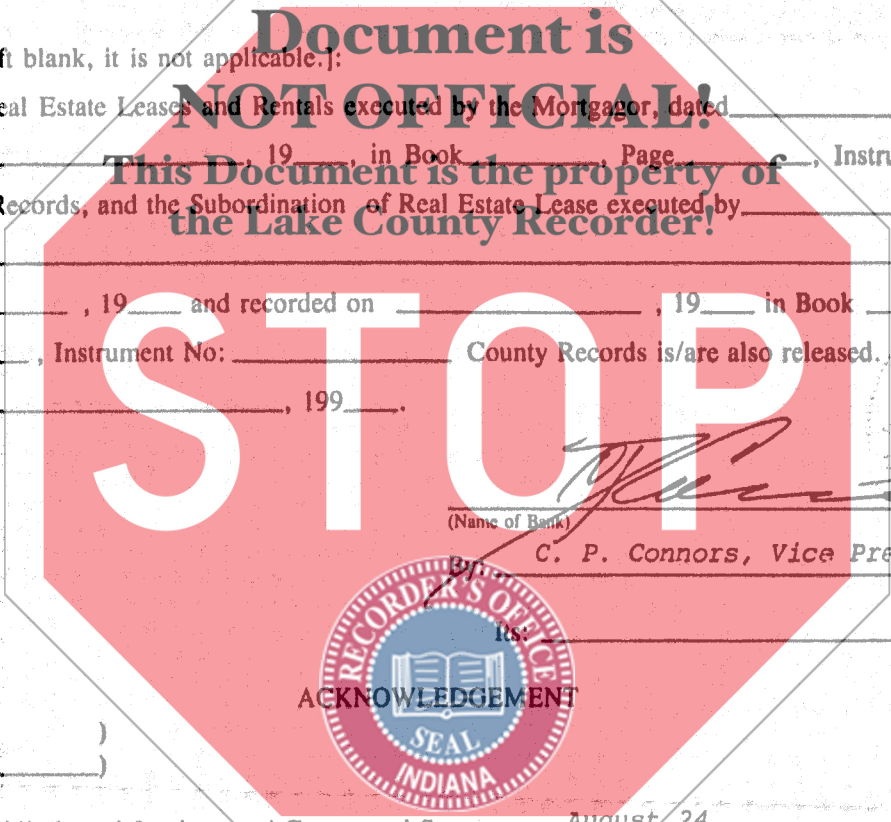 Document is
ft blank, it is not applicable.]:
NOT OFFICIAL!
eal Estate Leases and Rentals executed by the Mortgagor, dated
, 19 , in Book , Page , Instru
This Document is the property of
Records, and the Subordination of Real Estate Lease executed by
the Lake County Recorder!
, 19 and recorded on , 19 in Book
, Instrument No: County Records is/are also released.
, 199 .
STOP
(Name of Bank)
By: C. P. Connors, Vice Pre
Its:
RECORDER'S OFFICE
ACKNOWLEDGEMENT
SEAL
INDIANA
)
)
August 24